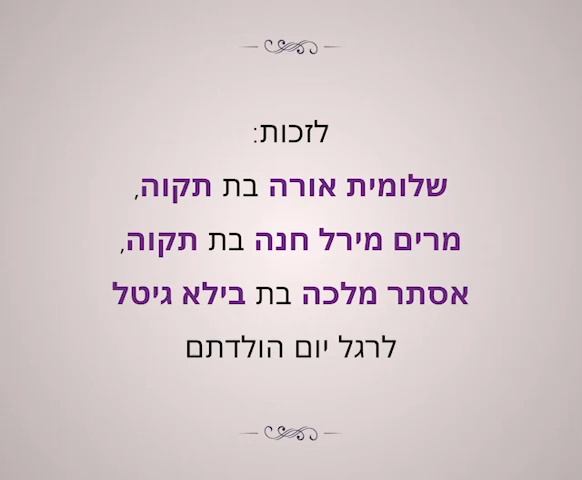 לזכות:
שלומית אורה בת תקוה,
מרים מירל חנה בת תקוה,
אסתר מלכה בת בילא גיטל
לרגל יום הולדתם